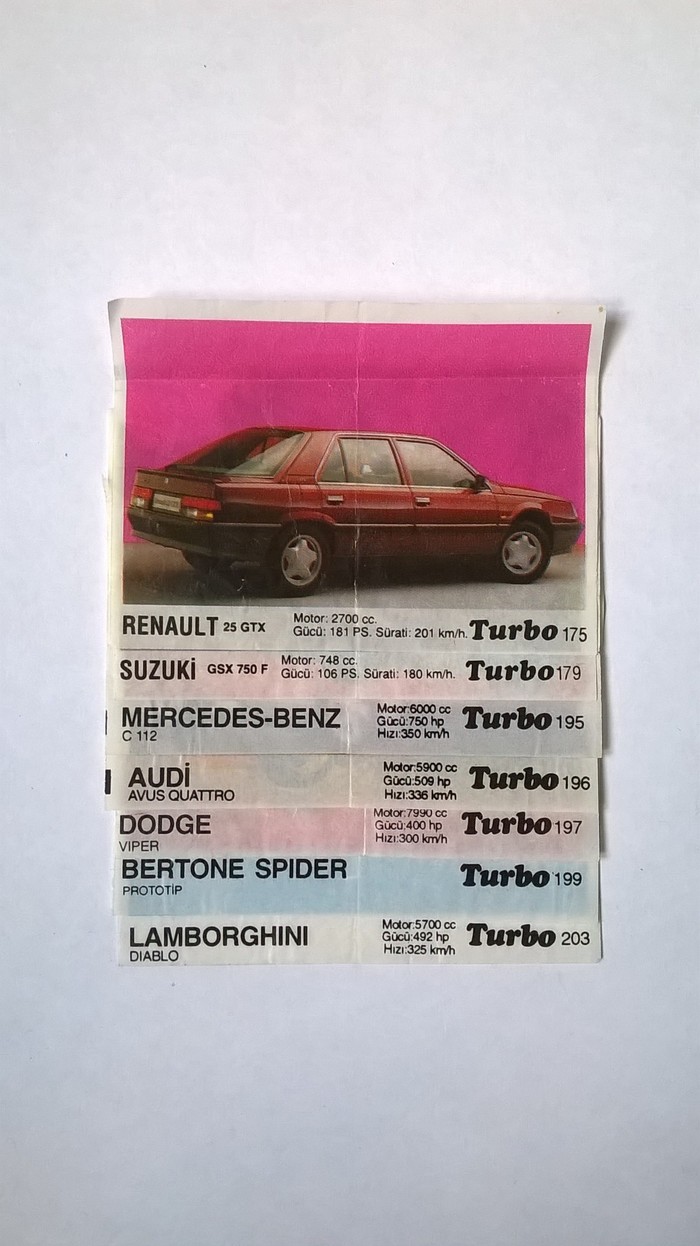 RENAULT 25 GTX Motor: 2700 cc.
Gücü: 181 PS. Sürati: 201 km/h. Turbo 175
SUZUKİ GSX 750 F Motor: 748 cc.
Gücü: 106 PS. Sürati: 180 km/h. Turbo 179
MERCEDES-BENZ
C 112
Motor:6000 cc
Gücü:750 hp
Hızı:350 km/h
Turbo 195
AUDİ
AVUS QUATTRO
Motor:5900 cc
Gücü:509 hp
Hızı:336 km/h
Turbo 196
DODGE
VIPER
Motor:7990 cc
Gücü:400 hp
Hızı:300 km/h
Turbo 197
BERTONE SPIDER
PROTOTİP
Turbo 199
LAMBORGHINI
DIABLO
Motor:5700 cc
Gücü:492 hp
Hızı:325 km/h
Turbo 203